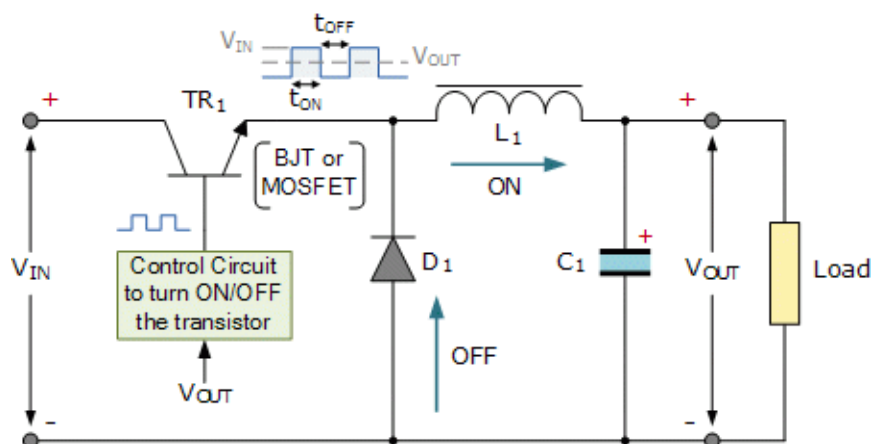 tOFF
VIN
VOUT
tON
+
TR1
+
L1
BJT or
MOSFET
ON
VIN
Control Circuit
to turn ON/OFF
the transistor
D1
C1
+
VOUT
Load
OFF
VOUT
-
-